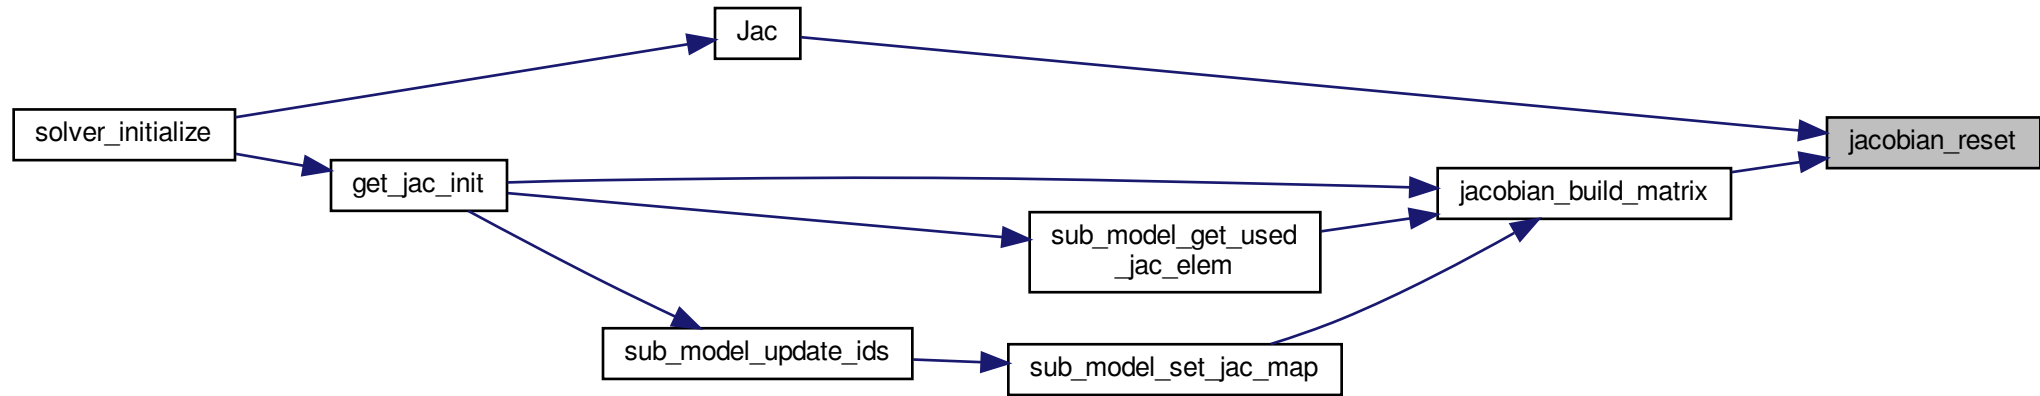 Jac
solver_initialize
jacobian_reset
get_jac_init
jacobian_build_matrix
sub_model_get_used
_jac_elem
sub_model_update_ids
sub_model_set_jac_map